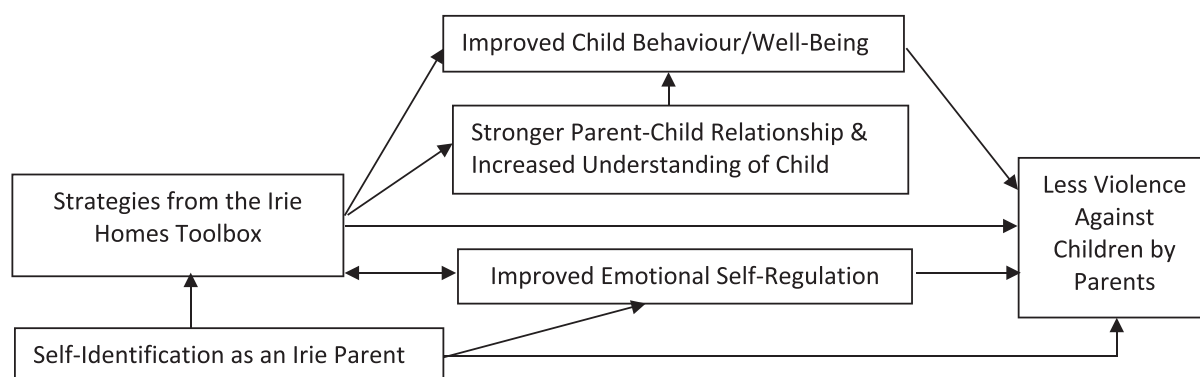 Improved Child Behaviour/Well-Being
Stronger Parent-Child Relationship &
Increased Understanding of Child
Strategies from the Irie
Homes Toolbox
Less Violence
Against
Children by
Parents
Improved Emotional Self-Regulation
Self-Identification as an Irie Parent